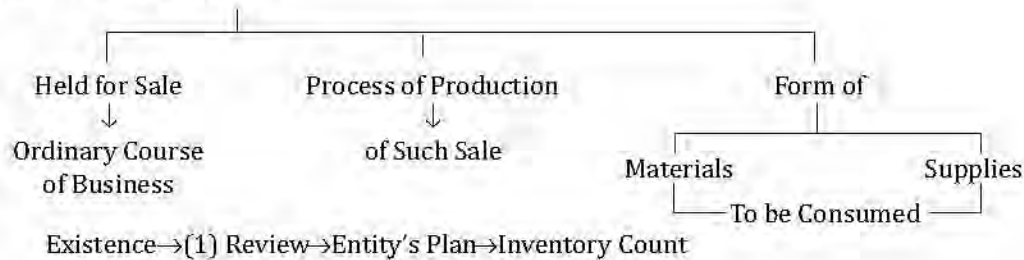 Held for Sale Process of Production Form of
Ordinary Course of Such Sale
of Business Materials Supplies
To be Consumed
Existence→(1) Review→Entity's Plan→Inventory Count